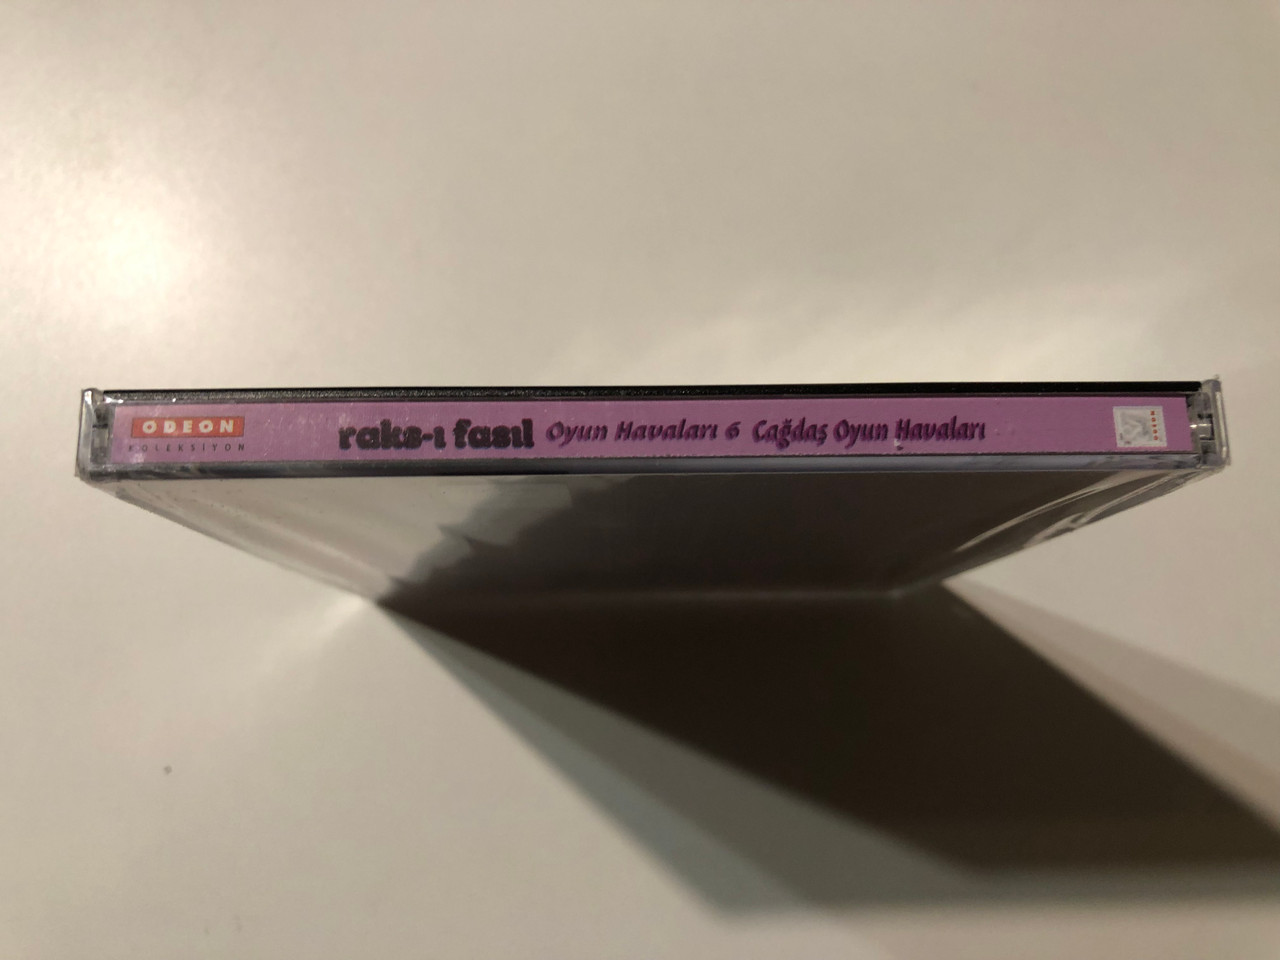 ODEON
KOLEKSİYON
raks-ı fasıl Oyun Havaları 6 Çağdaş Oyun Havaları